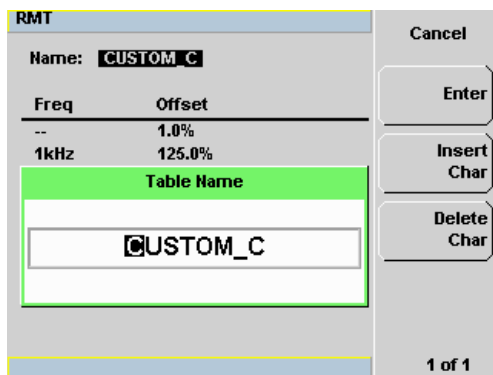 RMT
Name: CUSTOM_C
Freq Offset
-- 1.0%
1kHz 125.0%
Table Name
CUSTOM_C
Cancel
Enter
Insert
Char
Delete
Char
1 of 1